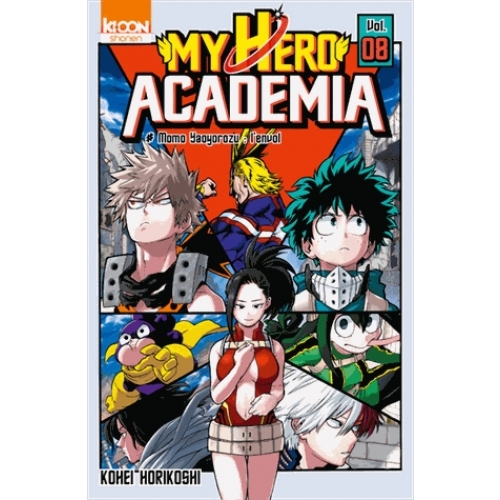 ki-oon
shonen
Vol.
08
MY HERO
ACADEMIA
# Momo Yaoyorozu : l'envol
KOHEI HORIKOSHI